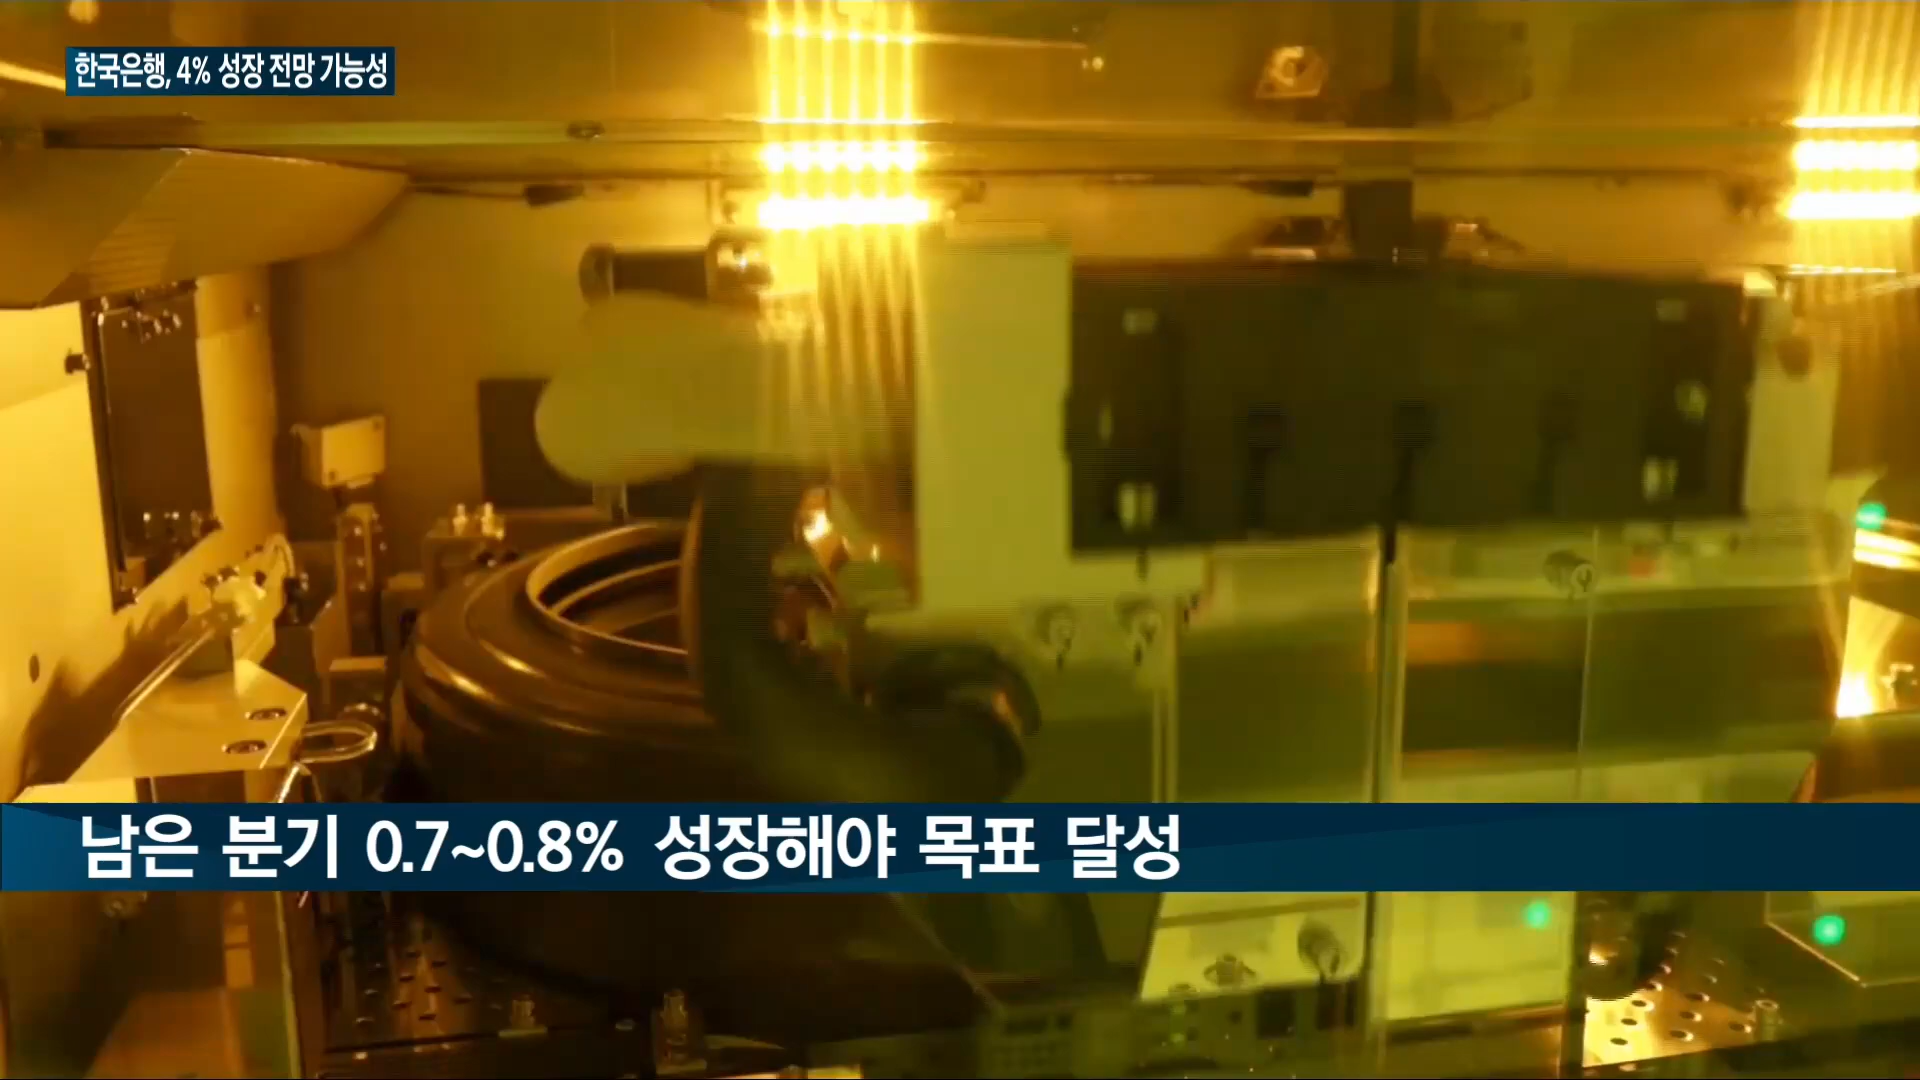 한국은행, 4% 성장 전망 가능성
남은 분기 0.7~0.8% 성장해야 목표 달성